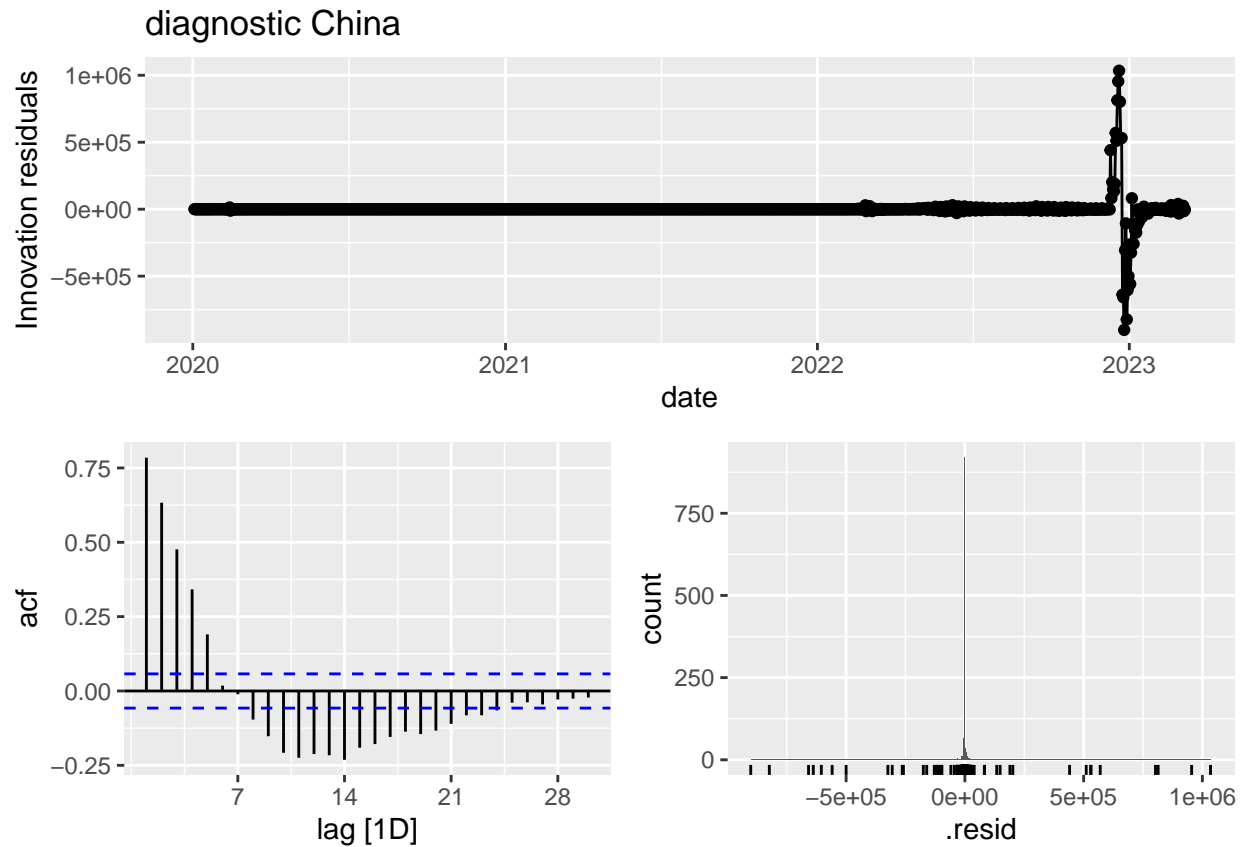 diagnostic China
Innovation residuals
1e+06
5e+05
0e+00
−5e+05
2020
2021
2022
2023
date
acf
0.75
0.50
0.25
0.00
−0.25
7
14
21
28
lag [1D]
count
750
500
250
0
−5e+05
0e+00
5e+05
1e+06
.resid